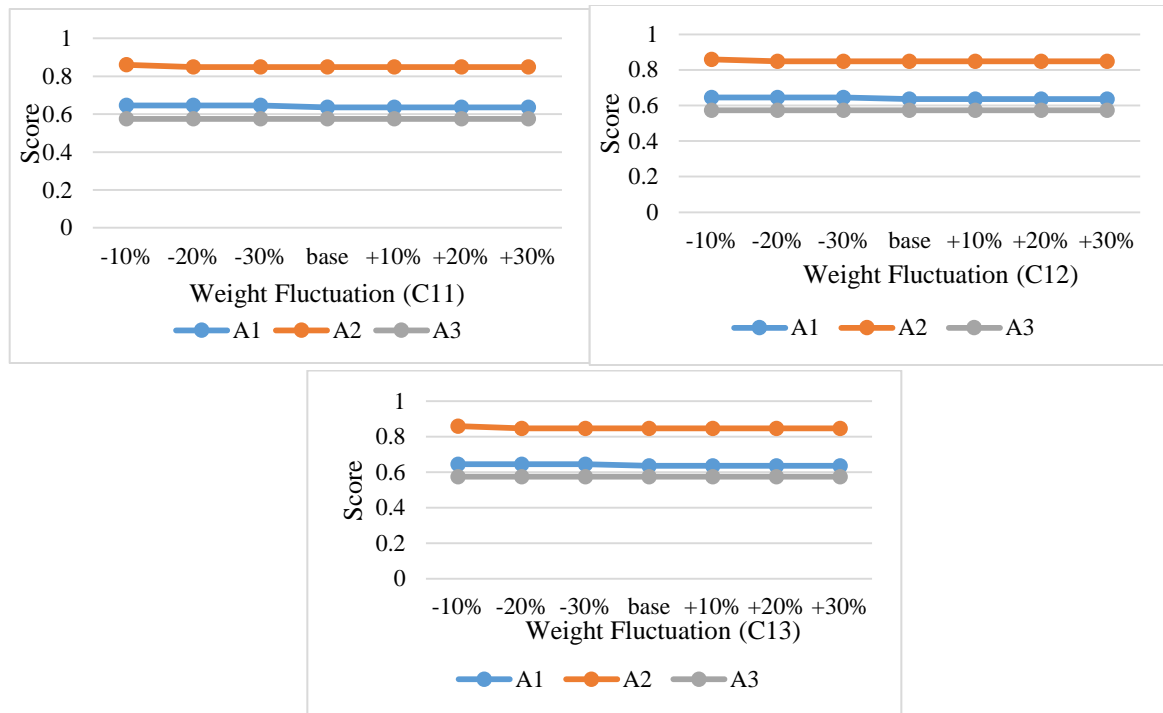 1
0.8
0.6
0.4
0.2
0
Score
-10% -20% -30% base +10% +20% +30%
Weight Fluctuation (C11)
A1 A2 A3
1
0.8
0.6
0.4
0.2
0
Score
-10% -20% -30% base +10% +20% +30%
Weight Fluctuation (C12)
A1 A2 A3
1
0.8
0.6
0.4
0.2
0
Score
-10% -20% -30% base +10% +20% +30%
Weight Fluctuation (C13)
A1 A2 A3